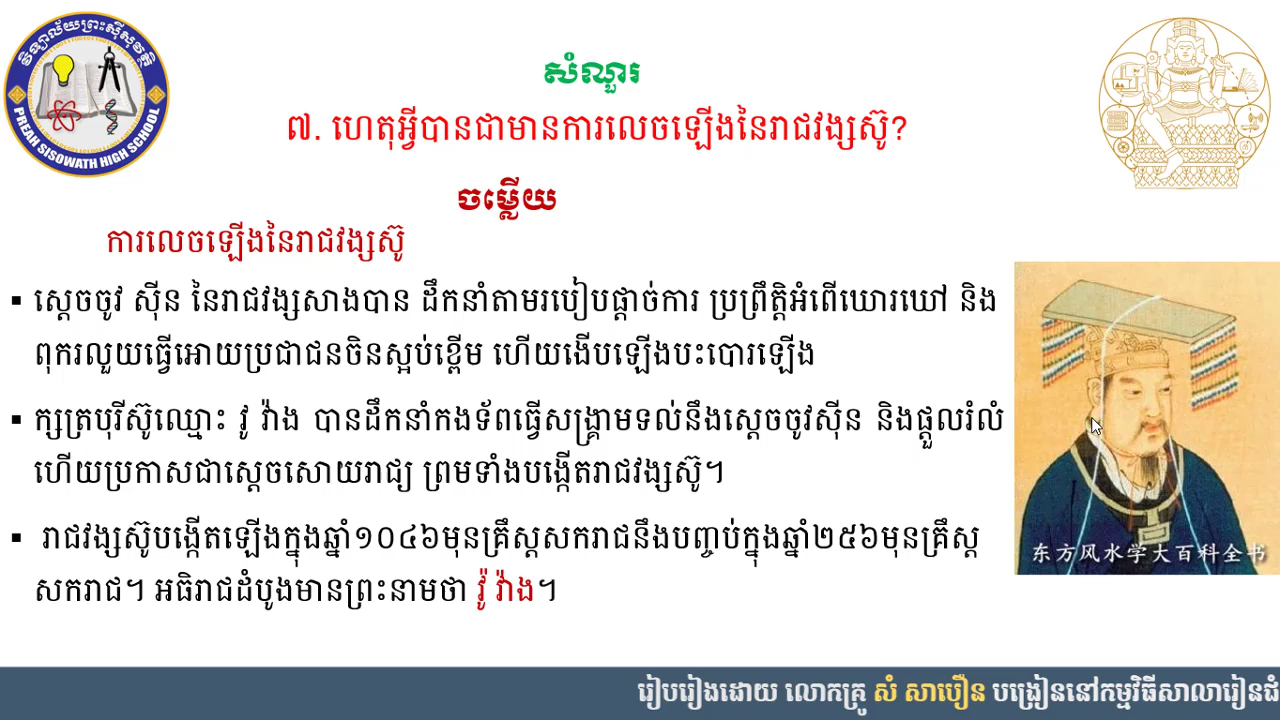 វិទ្យាល័យព្រះស៊ីសុវត្ថិ
PREAH SISOWATH HIGH SCHOOL
សំណួរ
៧. ហេតុអ្វីបានជាមានការលេចឡើងនៃរាជវង្សស៊ូ?
ចម្លើយ
ការលេចឡើងនៃរាជវង្សស៊ូ
▪ ស្តេចចូវ ស៊ីន នៃរាជវង្សសាងបាន ដឹកនាំតាមរបៀបផ្តាច់ការ ប្រព្រឹត្តិអំពើឃោរឃៅ និង
ពុករលួយធ្វើអោយប្រជាជនចិនស្អប់ខ្ពើម ហើយងើបឡើងបះបោរឡើង
▪ ក្សត្របុរីស៊ូឈ្មោះ វូ វ៉ាង បានដឹកនាំកងទ័ពធ្វើសង្គ្រាមទល់នឹងស្តេចចូវស៊ីន និងផ្តួលរំលំ
ហើយប្រកាសជាស្តេចសោយរាជ្យ ព្រមទាំងបង្កើតរាជវង្សស៊ូ។
▪ រាជវង្សស៊ូបង្កើតឡើងក្នុងឆ្នាំ១០៤៦មុនគ្រឹស្តសករាជនឹងបញ្ចប់ក្នុងឆ្នាំ២៥៦មុនគ្រឹស្ត
សករាជ។ អធិរាជដំបូងមានព្រះនាមថា វ៉ូ វ៉ាង។
东方风水学大百科全书
រៀបរៀងដោយ លោកគ្រូ សំ សាបឿន បង្រៀននៅកម្មវិធីសាលារៀនជំ